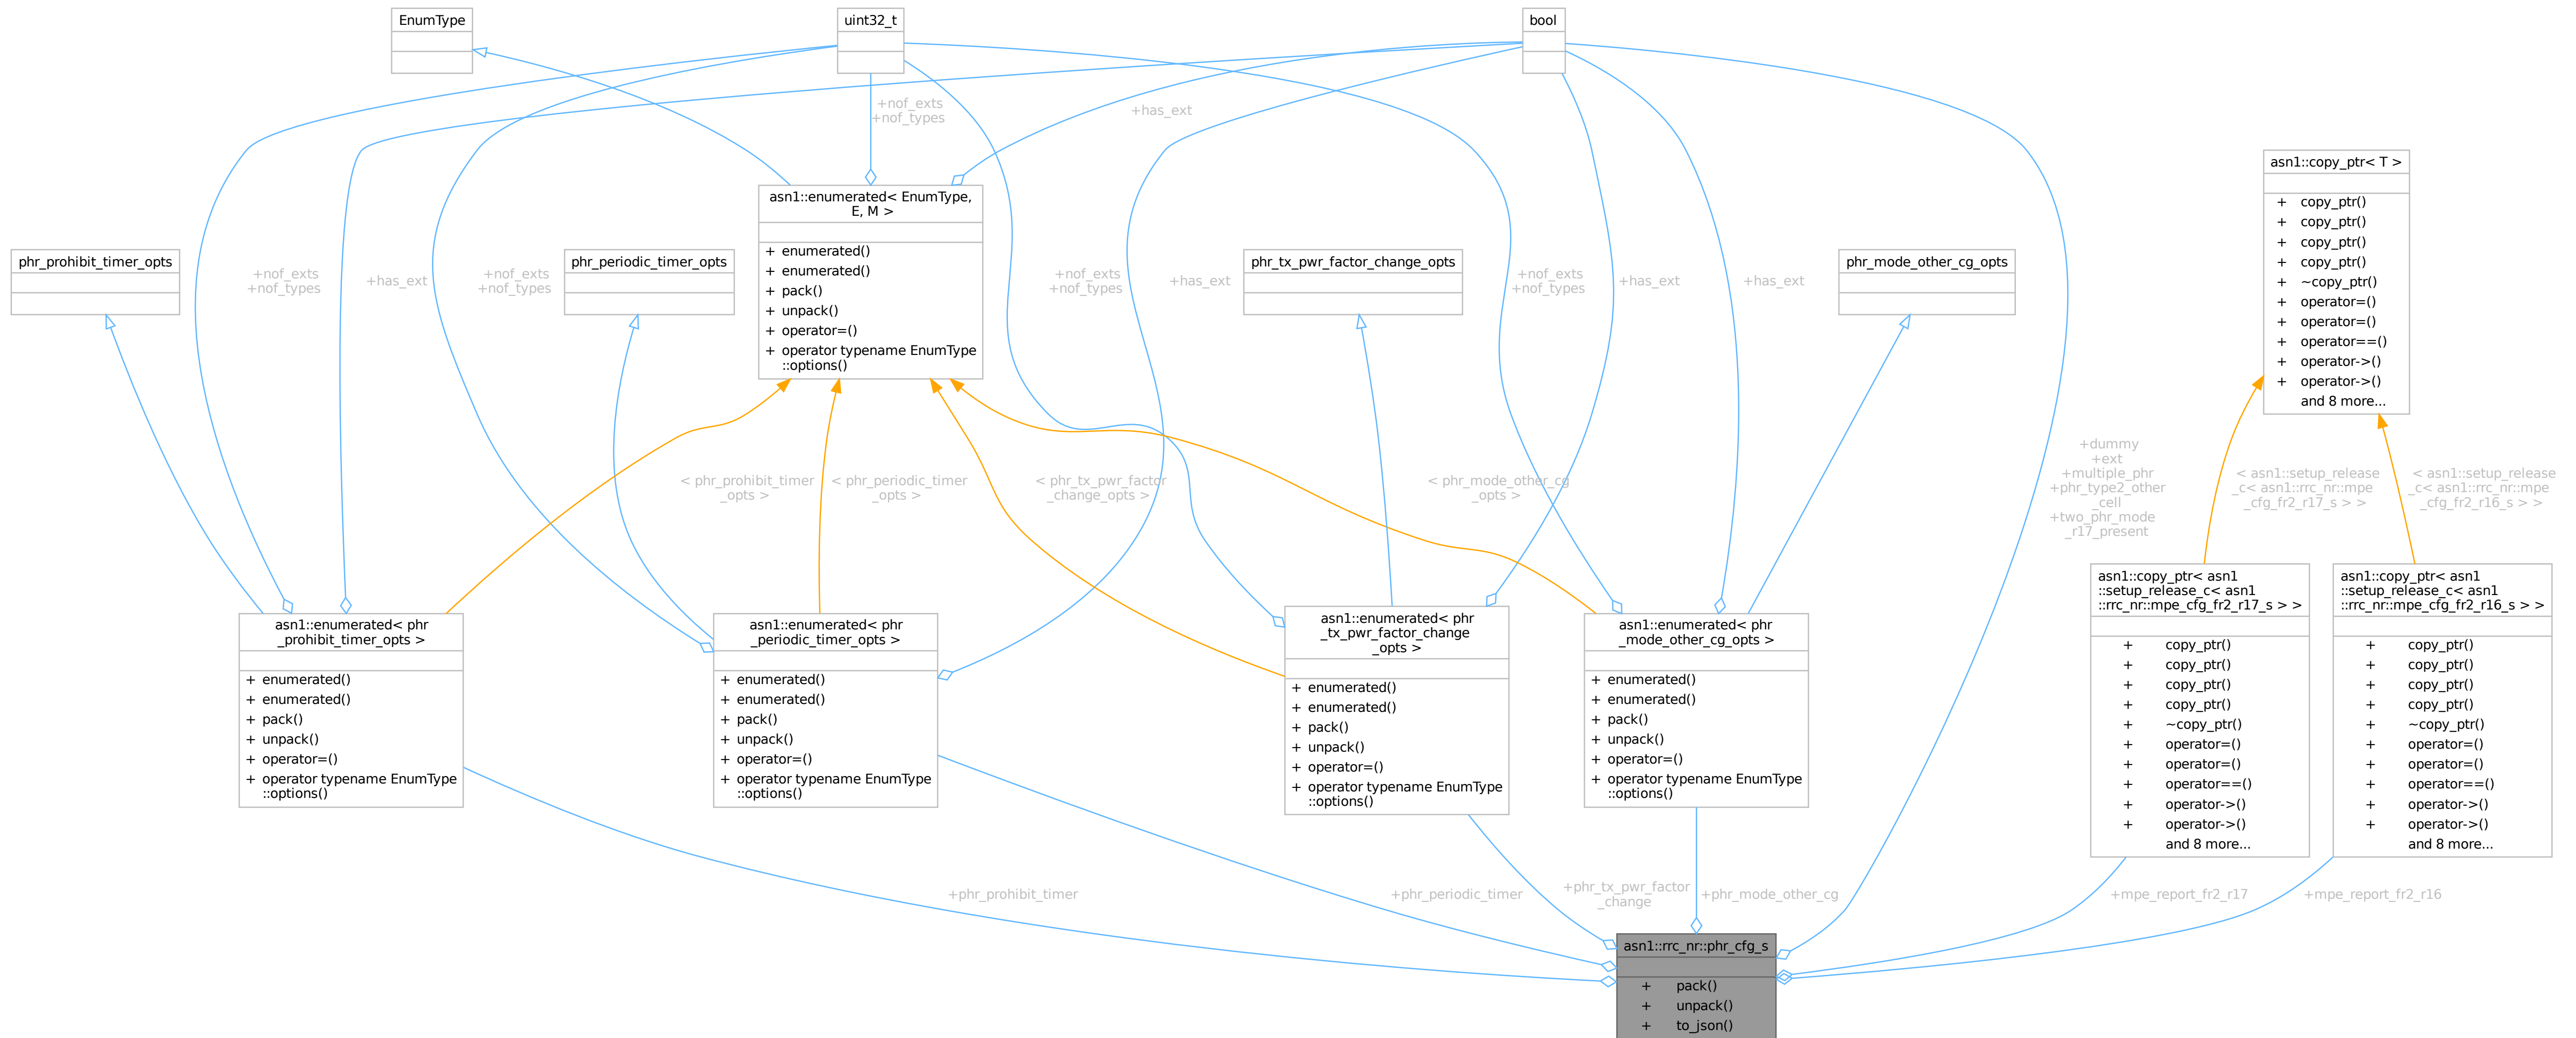 EnumType
uint32_t
bool
+nof_exts
+nof_types
+has_ext
asn1::copy_ptr< T >
+ copy_ptr()
+ copy_ptr()
+ copy_ptr()
+ copy_ptr()
+ ~copy_ptr()
+ operator=()
+ operator=()
+ operator==()
+ operator->()
+ operator->()
and 8 more...
asn1::enumerated< EnumType,
E, M >
+ enumerated()
+ enumerated()
+ pack()
+ unpack()
+ operator=()
+ operator typename EnumType
::options()
phr_prohibit_timer_opts
phr_periodic_timer_opts
phr_tx_pwr_factor_change_opts
phr_mode_other_cg_opts
+nof_exts
+nof_types
+has_ext
+nof_exts
+nof_types
+nof_exts
+nof_types
+has_ext
+nof_exts
+nof_types
+has_ext
+has_ext
< phr_prohibit_timer
_opts >
< phr_periodic_timer
_opts >
< phr_tx_pwr_factor
_change_opts >
< phr_mode_other_cg
_opts >
+dummy
+ext
+multiple_phr
+phr_type2_other
_cell
+two_phr_mode
_r17_present
< asn1::setup_release
_c< asn1::rrc_nr::mpe
_cfg_fr2_r17_s > >
< asn1::setup_release
_c< asn1::rrc_nr::mpe
_cfg_fr2_r16_s > >
asn1::enumerated< phr
_prohibit_timer_opts >
+ enumerated()
+ enumerated()
+ pack()
+ unpack()
+ operator=()
+ operator typename EnumType
::options()
asn1::enumerated< phr
_periodic_timer_opts >
+ enumerated()
+ enumerated()
+ pack()
+ unpack()
+ operator=()
+ operator typename EnumType
::options()
asn1::enumerated< phr
_tx_pwr_factor_change
_opts >
+ enumerated()
+ enumerated()
+ pack()
+ unpack()
+ operator=()
+ operator typename EnumType
::options()
asn1::enumerated< phr
_mode_other_cg_opts >
+ enumerated()
+ enumerated()
+ pack()
+ unpack()
+ operator=()
+ operator typename EnumType
::options()
asn1::copy_ptr< asn1
::setup_release_c< asn1
::rrc_nr::mpe_cfg_fr2_r17_s > >
+ copy_ptr()
+ copy_ptr()
+ copy_ptr()
+ copy_ptr()
+ ~copy_ptr()
+ operator=()
+ operator=()
+ operator==()
+ operator->()
+ operator->()
and 8 more...
asn1::copy_ptr< asn1
::setup_release_c< asn1
::rrc_nr::mpe_cfg_fr2_r16_s > >
+ copy_ptr()
+ copy_ptr()
+ copy_ptr()
+ copy_ptr()
+ ~copy_ptr()
+ operator=()
+ operator=()
+ operator==()
+ operator->()
+ operator->()
and 8 more...
+phr_prohibit_timer
+phr_periodic_timer
+phr_tx_pwr_factor
_change
+phr_mode_other_cg
+mpe_report_fr2_r17
+mpe_report_fr2_r16
asn1::rrc_nr::phr_cfg_s
+ pack()
+ unpack()
+ to_json()